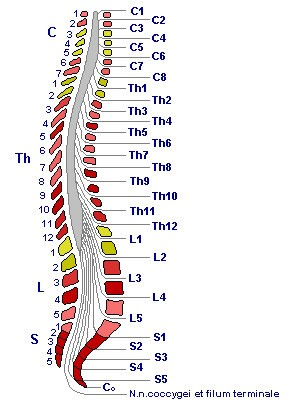 1 C1
2 C2
C 3 C3
4 C4
5 C5
6 C6
7 C7
C8
1 Th1
2 Th2
3 Th3
4 Th4
5 Th5
6 Th6
Th 7 Th7
8 Th8
9 Th9
10 Th10
11 Th11
12 Th12
1 L1
2 L2
L 3 L3
4 L4
5 L5
S 1 S1
2 S2
3 S3
4 S4
5 S5
Co
N.n.coccygei et filum terminale